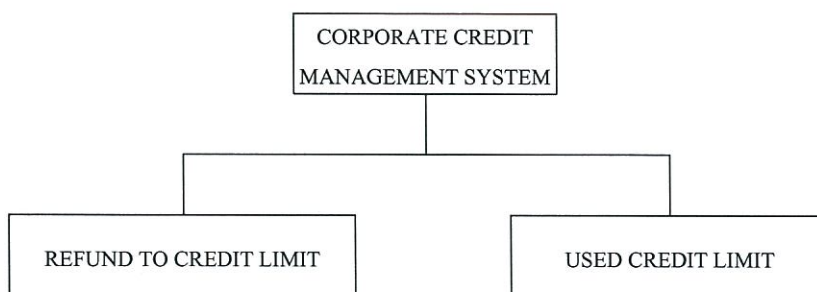 CORPORATE CREDIT
MANAGEMENT SYSTEM
REFUND TO CREDIT LIMIT
USED CREDIT LIMIT